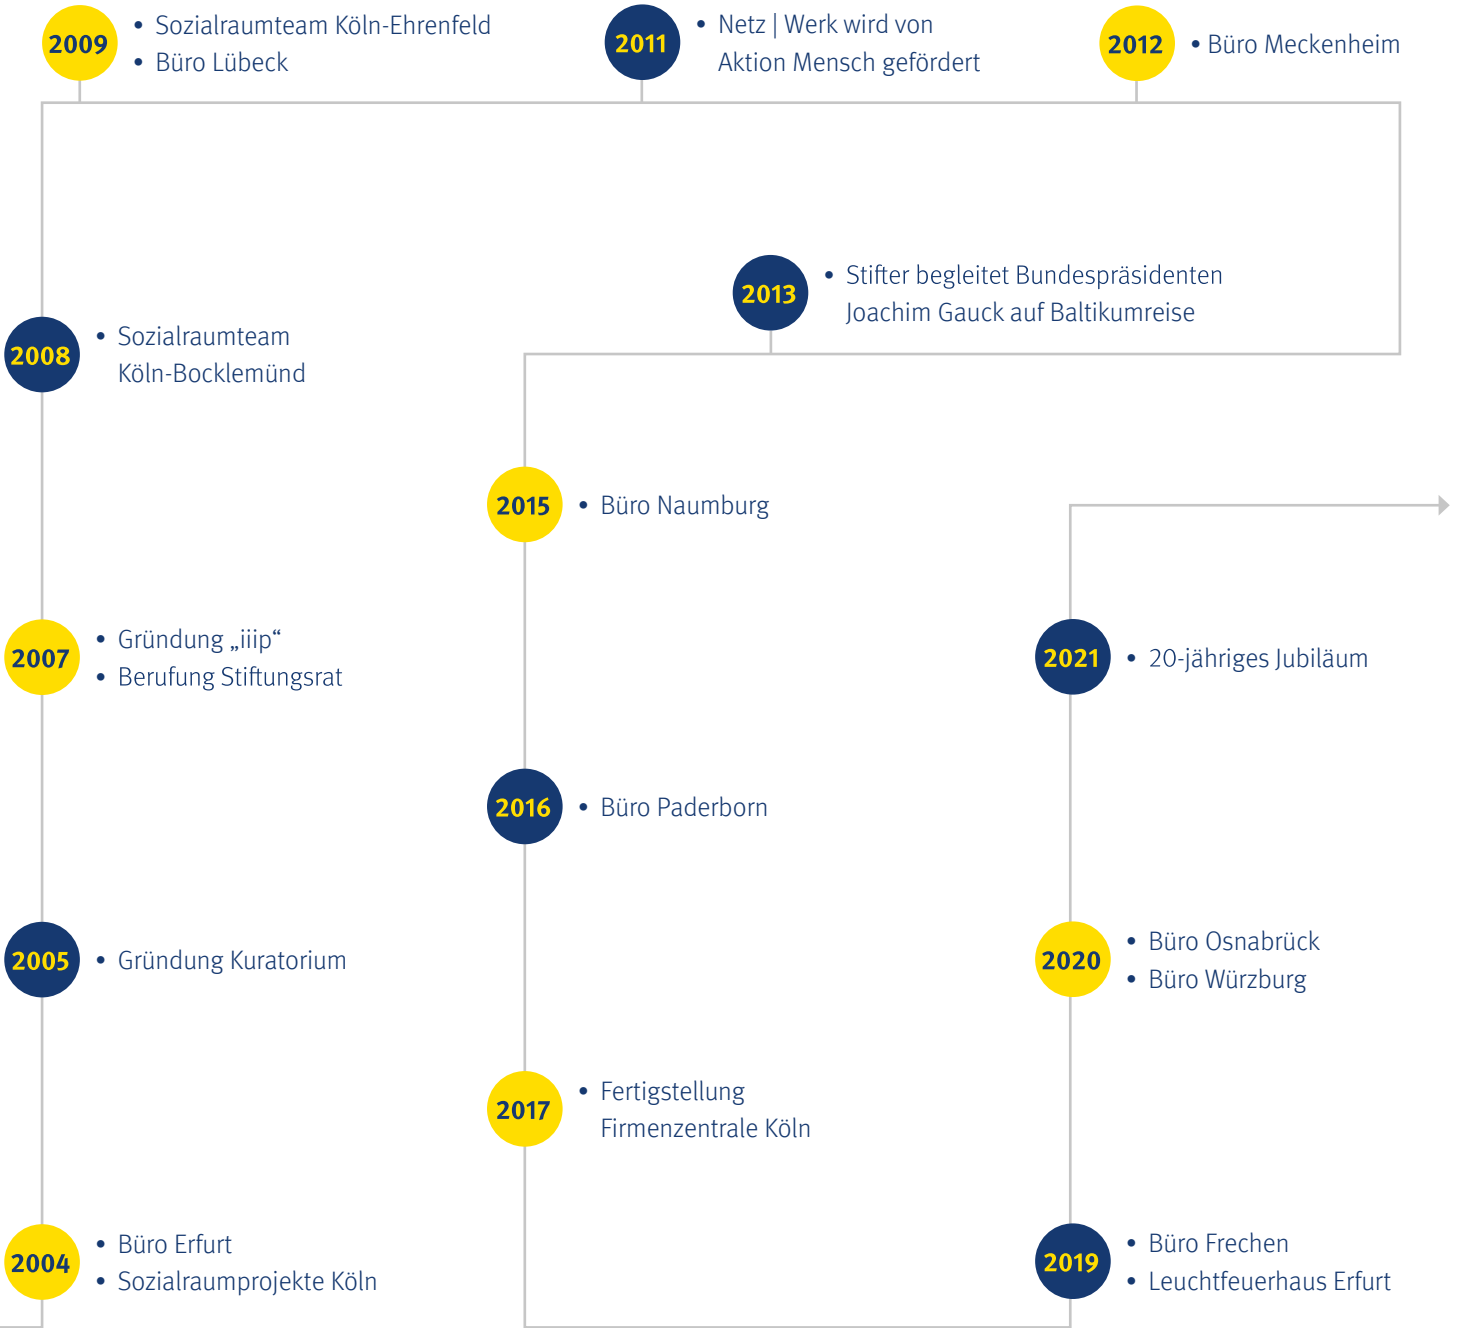 2009
• Sozialraumteam Köln-Ehrenfeld
• Büro Lübeck
2011
• Netz | Werk wird von
Aktion Mensch gefördert
2012
• Büro Meckenheim
2013
• Stifter begleitet Bundespräsidenten
Joachim Gauck auf Baltikumreise
2008
• Sozialraumteam
Köln-Bocklemünd
2015
• Büro Naumburg
2007
• Gründung „iiip“
• Berufung Stiftungsrat
2021
• 20-jähriges Jubiläum
2016
• Büro Paderborn
2005
• Gründung Kuratorium
2020
• Büro Osnabrück
• Büro Würzburg
2017
• Fertigstellung
Firmenzentrale Köln
2004
• Büro Erfurt
• Sozialraumprojekte Köln
2019
• Büro Frechen
• Leuchtfeuerhaus Erfurt